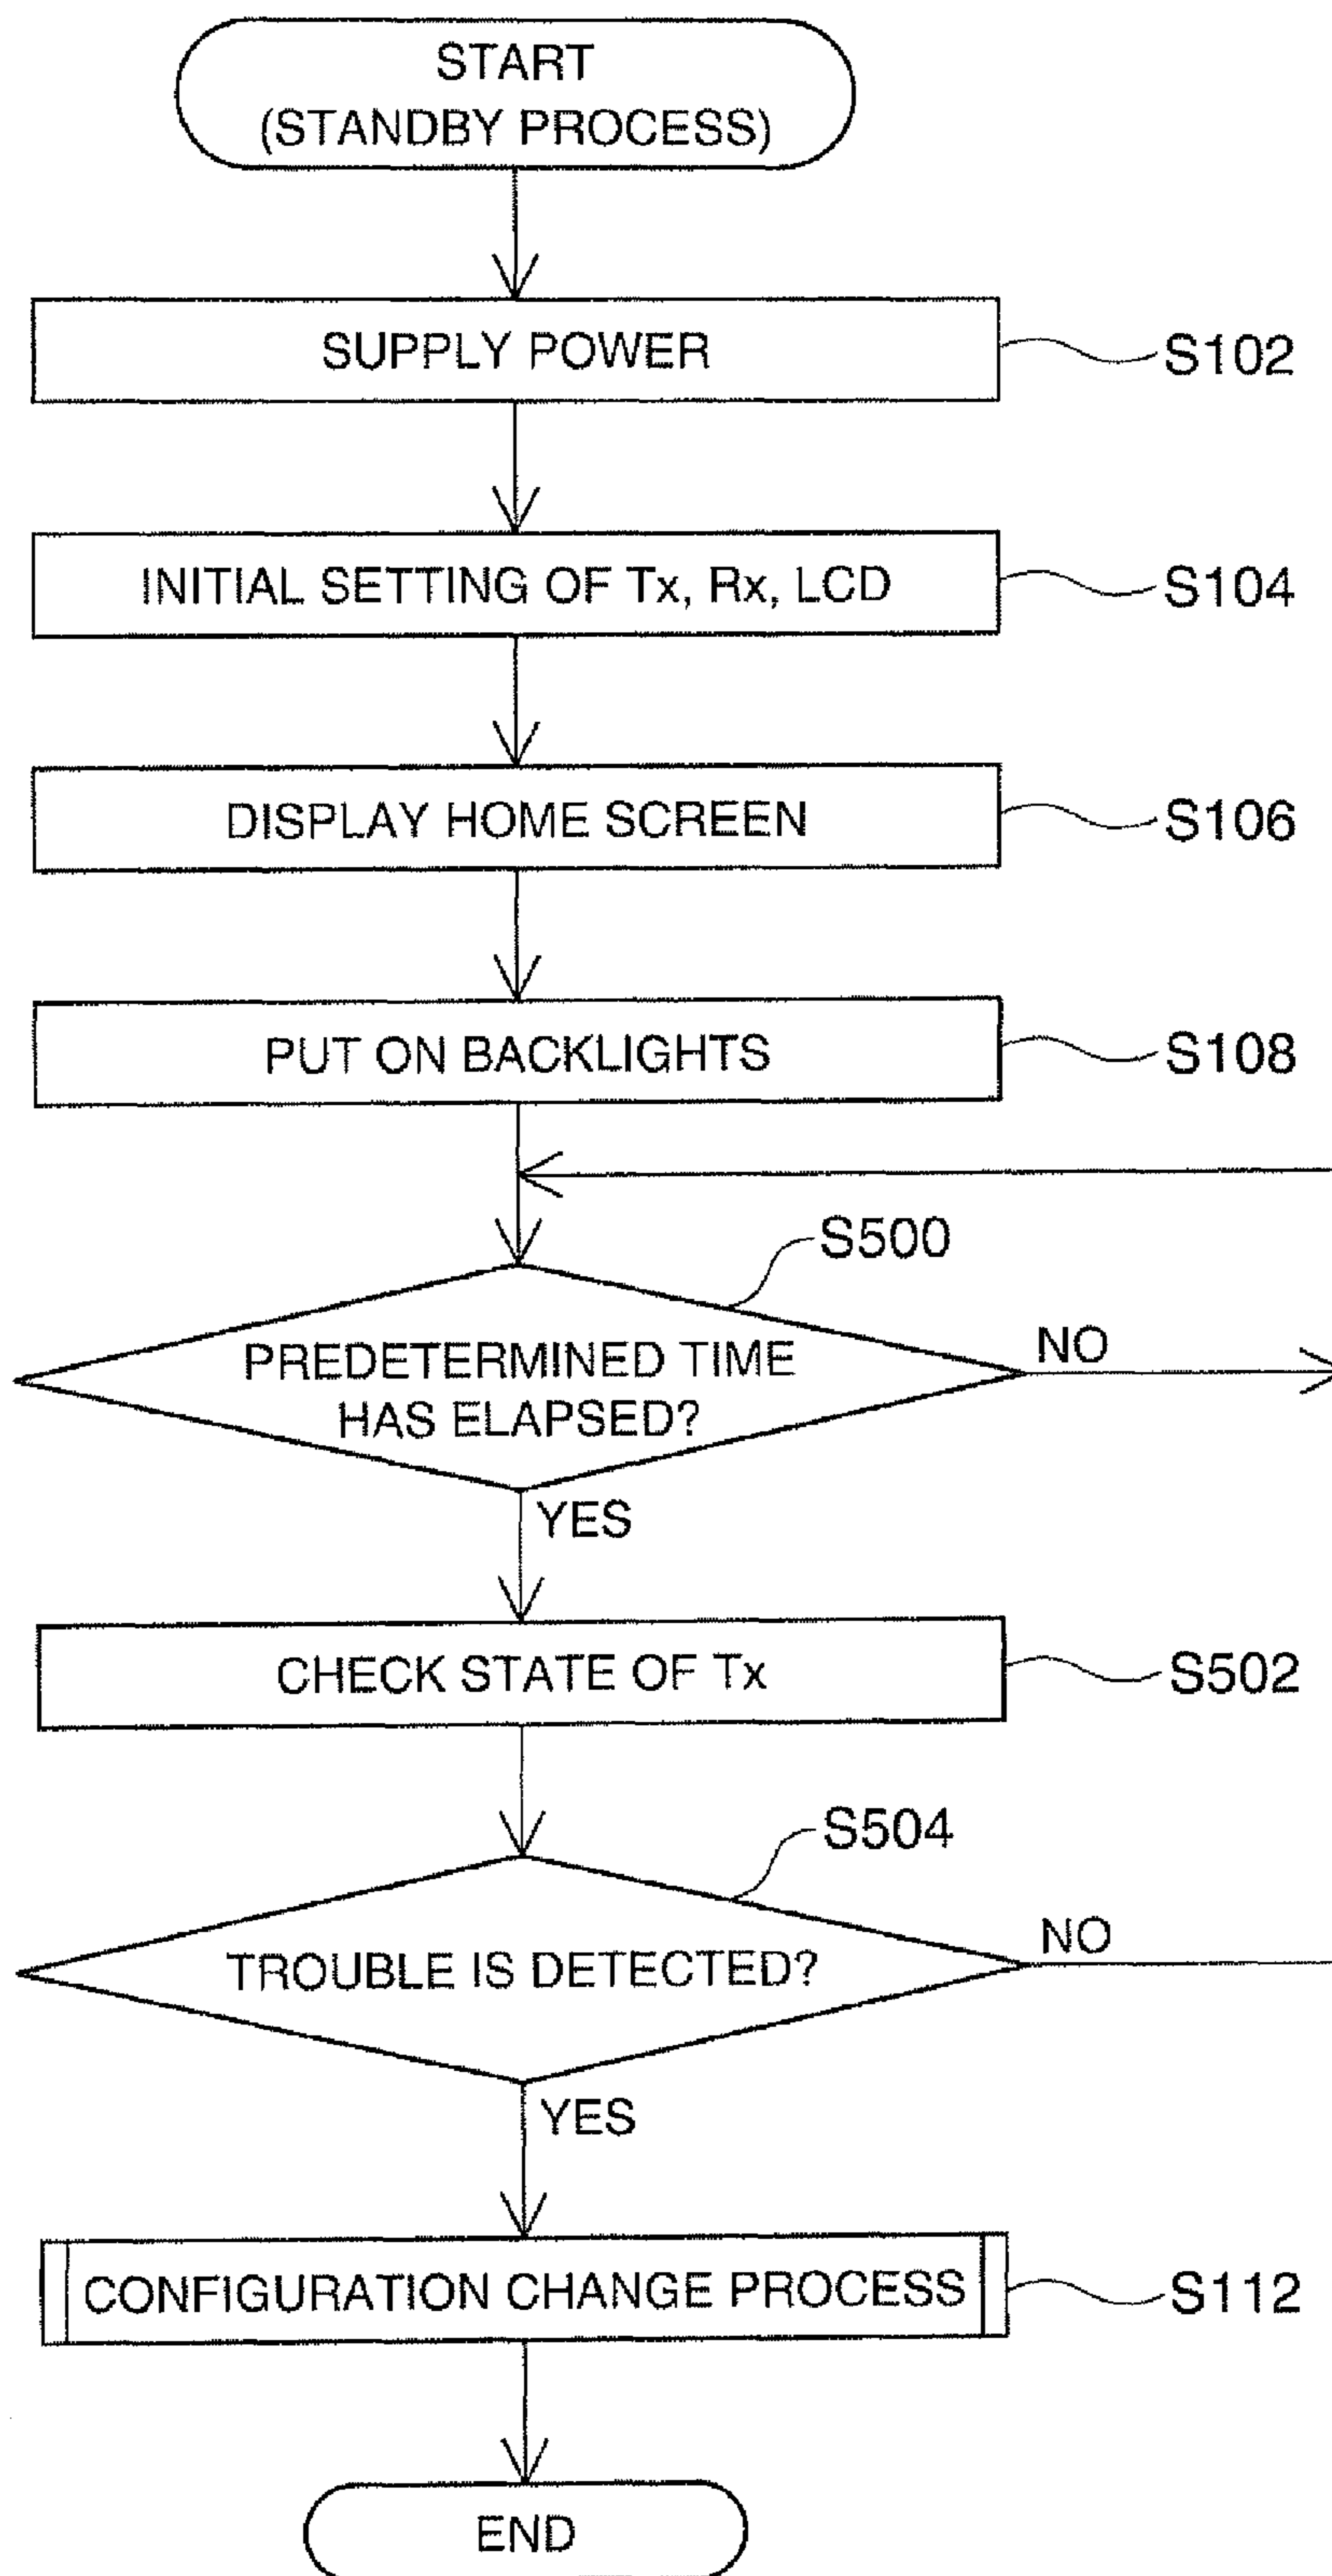 START
(STANDBY PROCESS)
SUPPLY POWER
S102
INITIAL SETTING OF Tx, Rx, LCD
S104
DISPLAY HOME SCREEN
S106
PUT ON BACKLIGHTS
S108
S500
PREDETERMINED TIME
HAS ELAPSED?
NO
YES
CHECK STATE OF Tx
S502
S504
TROUBLE IS DETECTED?
NO
YES
CONFIGURATION CHANGE PROCESS
S112
END